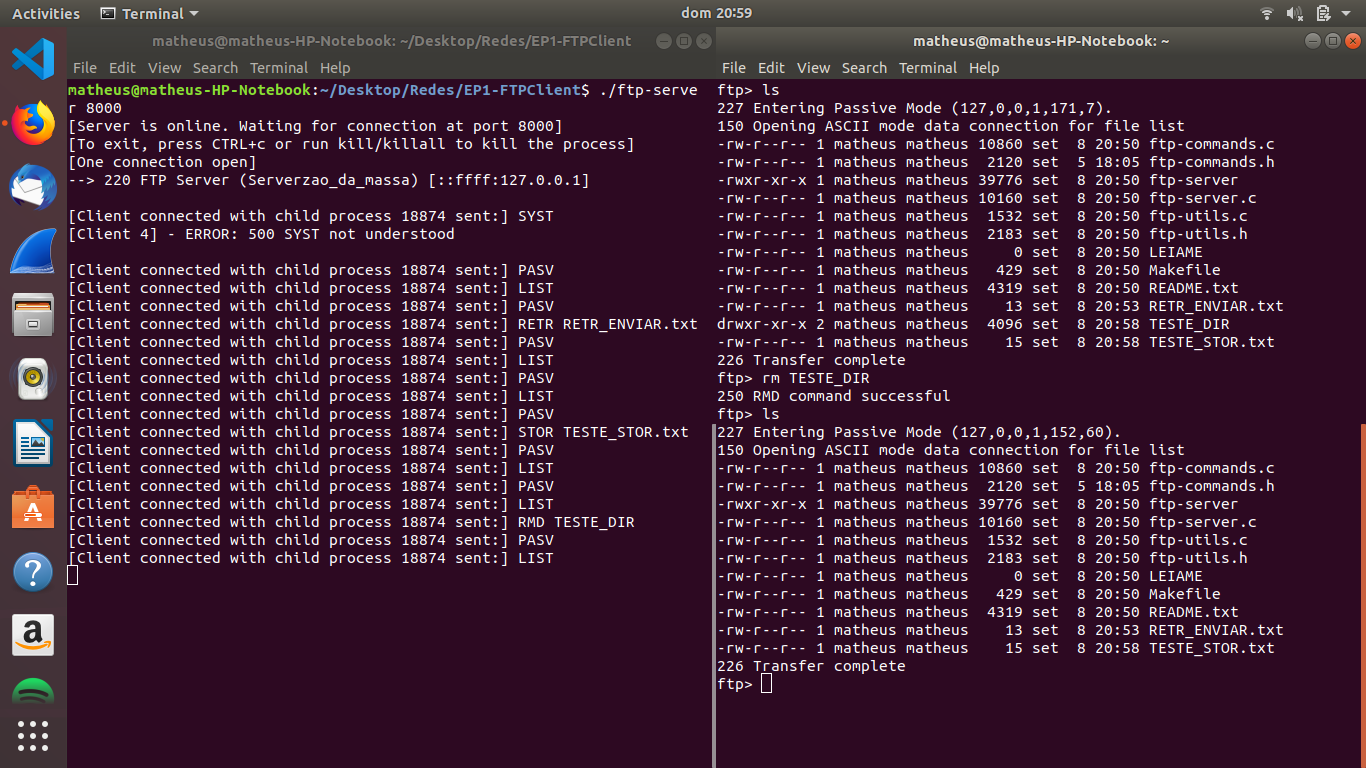 Activities Terminal dom 20:59
matheus@matheus-HP-Notebook: ~/Desktop/Redes/EP1-FTPClient
File Edit View Search Terminal Help
matheus@matheus-HP-Notebook:~/Desktop/Redes/EP1-FTPClient$ ./ftp-serve
r 8000
[Server is online. Waiting for connection at port 8000]
[To exit, press CTRL+c or run kill/killall to kill the process]
[One connection open]
--> 220 FTP Server (Serverzao_da_massa) [::ffff:127.0.0.1]
[Client connected with child process 18874 sent:] SYST
[Client 4] - ERROR: 500 SYST not understood
[Client connected with child process 18874 sent:] PASV
[Client connected with child process 18874 sent:] LIST
[Client connected with child process 18874 sent:] PASV
[Client connected with child process 18874 sent:] RETR RETR_ENVIAR.txt
[Client connected with child process 18874 sent:] PASV
[Client connected with child process 18874 sent:] LIST
[Client connected with child process 18874 sent:] PASV
[Client connected with child process 18874 sent:] LIST
[Client connected with child process 18874 sent:] PASV
[Client connected with child process 18874 sent:] STOR TESTE_STOR.txt
[Client connected with child process 18874 sent:] PASV
[Client connected with child process 18874 sent:] LIST
[Client connected with child process 18874 sent:] PASV
[Client connected with child process 18874 sent:] LIST
[Client connected with child process 18874 sent:] RMD TESTE_DIR
[Client connected with child process 18874 sent:] PASV
[Client connected with child process 18874 sent:] LIST
matheus@matheus-HP-Notebook: ~
File Edit View Search Terminal Help
ftp> ls
227 Entering Passive Mode (127,0,0,1,171,7).
150 Opening ASCII mode data connection for file list
-rw-r--r-- 1 matheus matheus 10860 set  8 20:50 ftp-commands.c
-rw-r--r-- 1 matheus matheus  2120 set  5 18:05 ftp-commands.h
-rwxr-xr-x 1 matheus matheus 39776 set  8 20:50 ftp-server
-rw-r--r-- 1 matheus matheus 10160 set  8 20:50 ftp-server.c
-rw-r--r-- 1 matheus matheus  1532 set  8 20:50 ftp-utils.c
-rw-r--r-- 1 matheus matheus  2183 set  8 20:50 ftp-utils.h
-rw-r--r-- 1 matheus matheus     0 set  8 20:50 LEIAME
-rw-r--r-- 1 matheus matheus   429 set  8 20:50 Makefile
-rw-r--r-- 1 matheus matheus  4319 set  8 20:50 README.txt
-rw-r--r-- 1 matheus matheus    13 set  8 20:53 RETR_ENVIAR.txt
drwxr-xr-x 2 matheus matheus  4096 set  8 20:58 TESTE_DIR
-rw-r--r-- 1 matheus matheus    15 set  8 20:58 TESTE_STOR.txt
226 Transfer complete
ftp> rm TESTE_DIR
250 RMD command successful
ftp> ls
227 Entering Passive Mode (127,0,0,1,152,60).
150 Opening ASCII mode data connection for file list
-rw-r--r-- 1 matheus matheus 10860 set  8 20:50 ftp-commands.c
-rw-r--r-- 1 matheus matheus  2120 set  5 18:05 ftp-commands.h
-rwxr-xr-x 1 matheus matheus 39776 set  8 20:50 ftp-server
-rw-r--r-- 1 matheus matheus 10160 set  8 20:50 ftp-server.c
-rw-r--r-- 1 matheus matheus  1532 set  8 20:50 ftp-utils.c
-rw-r--r-- 1 matheus matheus  2183 set  8 20:50 ftp-utils.h
-rw-r--r-- 1 matheus matheus     0 set  8 20:50 LEIAME
-rw-r--r-- 1 matheus matheus   429 set  8 20:50 Makefile
-rw-r--r-- 1 matheus matheus  4319 set  8 20:50 README.txt
-rw-r--r-- 1 matheus matheus    13 set  8 20:53 RETR_ENVIAR.txt
-rw-r--r-- 1 matheus matheus    15 set  8 20:58 TESTE_STOR.txt
226 Transfer complete
ftp>